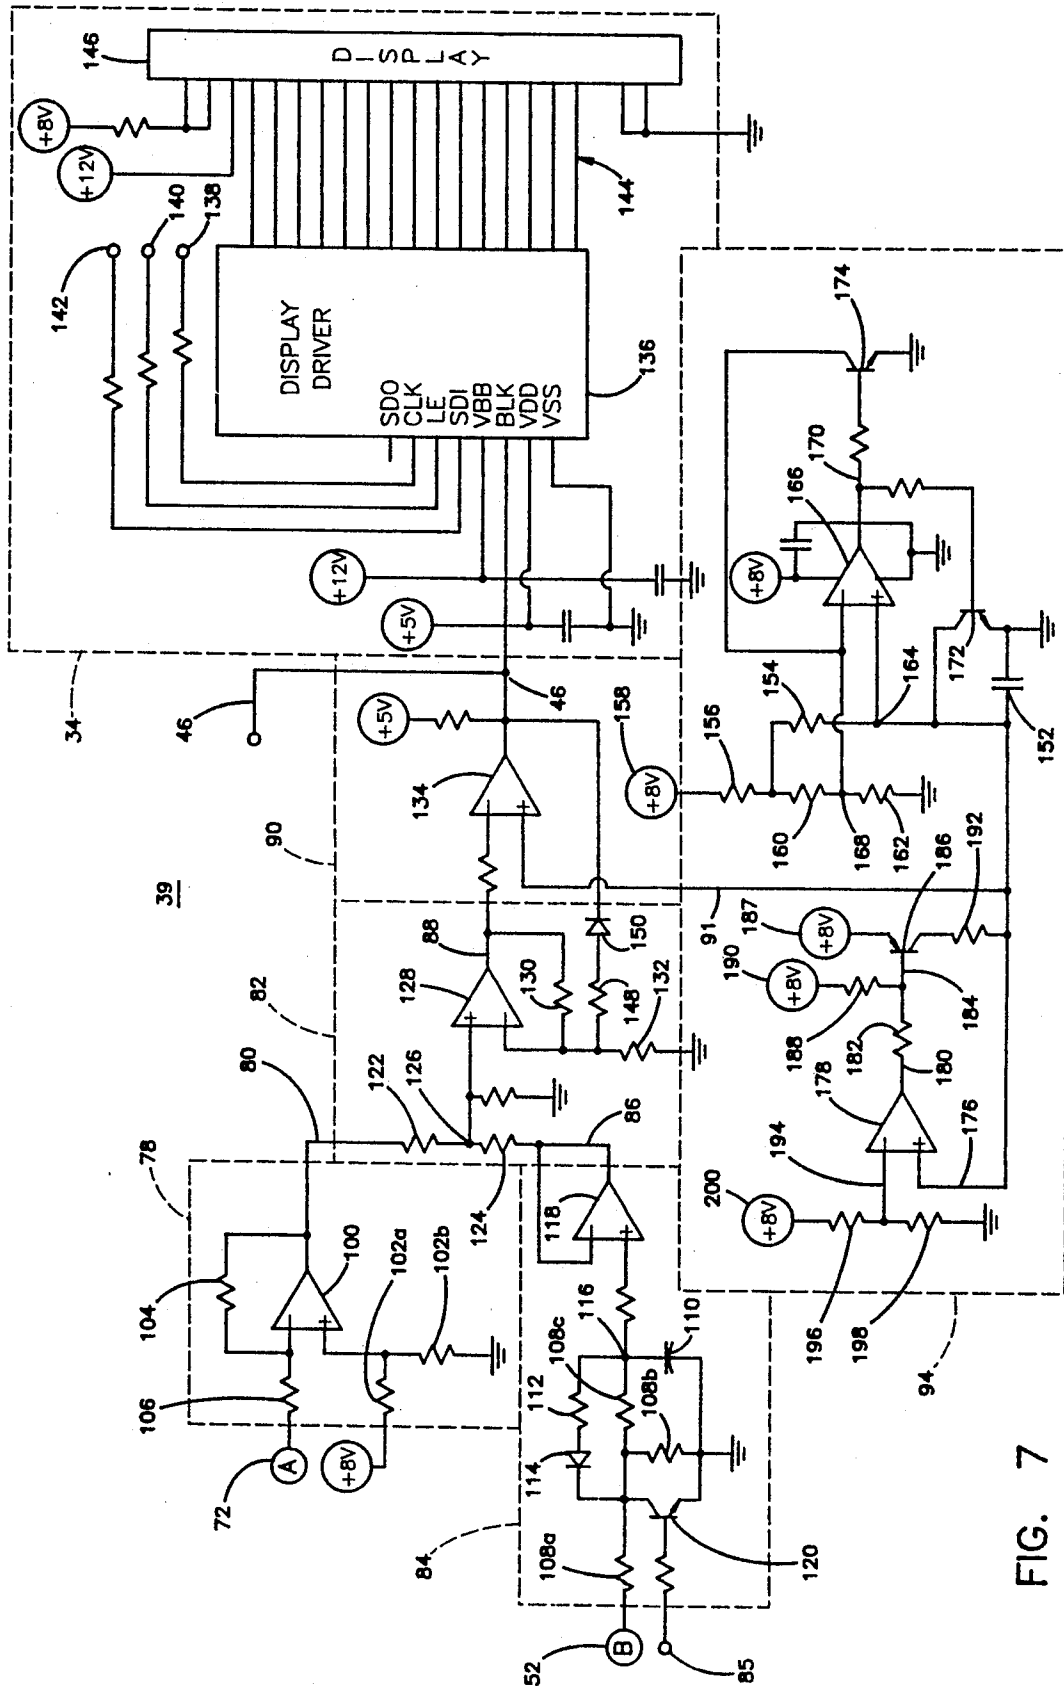 39
34
46
+8V
+12V
142
140
138
146
DISPLAY
DISPLAY
DRIVER
SDO
CLK
LE
SDI
VBB
BLK
VDD
VSS
136
144
+12V
+5V
90
+5V
134
46
82
88
128
130
148
150
132
91
78
80
104
106
100
72
A
+8V
102a
102b
122
126
124
86
118
84
52
B
108a
114
112
108c
116
108b
110
85
120
94
200
+8V
194
196
198
178
176
180
182
188
184
190
+8V
187
+8V
186
192
158
+8V
156
154
160
168
162
164
152
+8V
166
170
172
174
FIG. 7